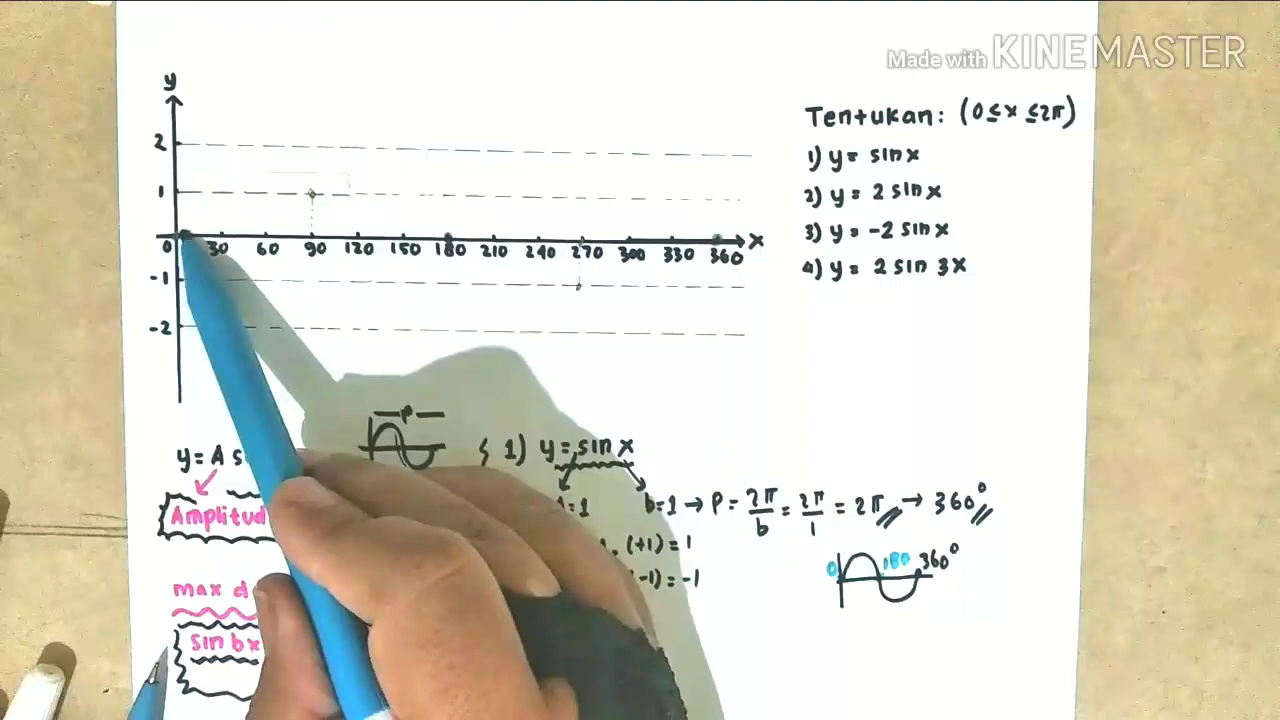 Made with KINEMASTER
y
2
1
0 30 60 90 120 150 180 210 240 270 300 330 360 x
-1
-2
Tentukan: (0 ≤ x ≤ 2π)
1) y = sin x
2) y = 2 sin x
3) y = -2 sin x
4) y = 2 sin 3x
y = A s
Amplitud
max d
sin bx
P
1) y = sin x
=1 b=1 → P = 2π/b = 2π/1 = 2π → 360°
. (+1) = 1
(-1) = -1
0 180 360°